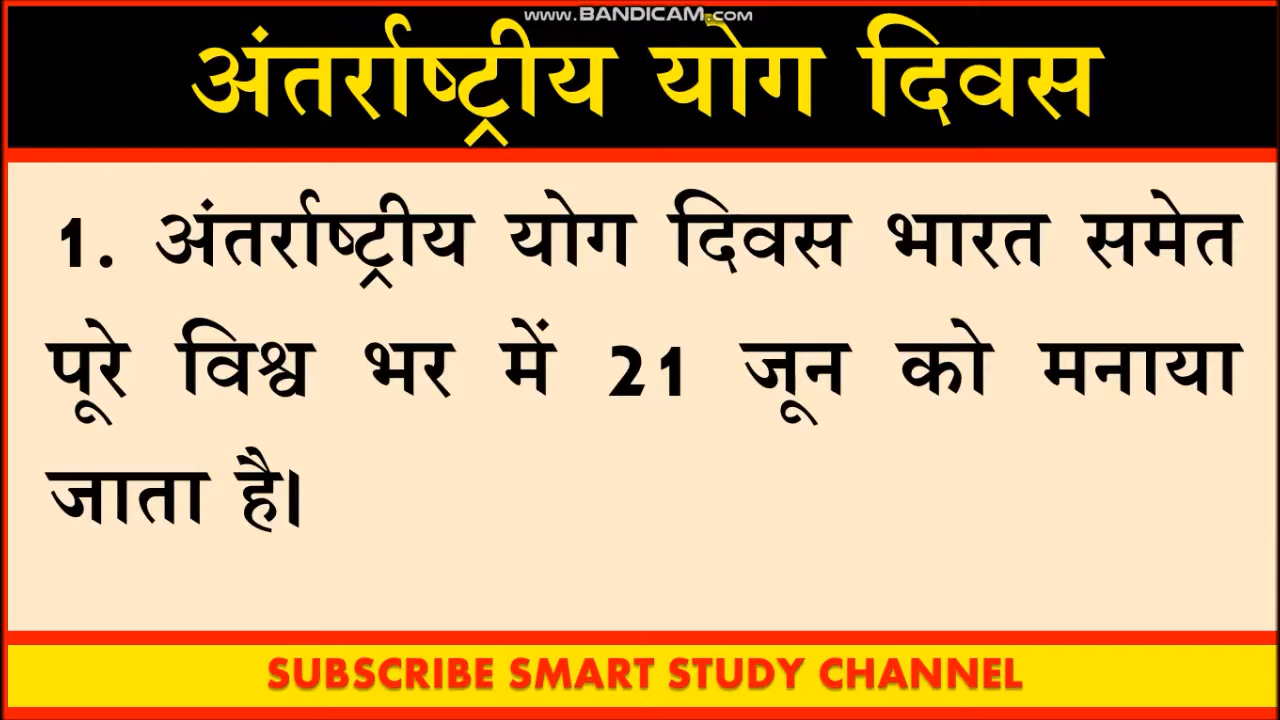 www.BANDICAM.com
अंतर्राष्ट्रीय योग दिवस
1. अंतर्राष्ट्रीय योग दिवस भारत समेत
पूरे विश्व भर में 21 जून को मनाया
जाता है।
SUBSCRIBE SMART STUDY CHANNEL